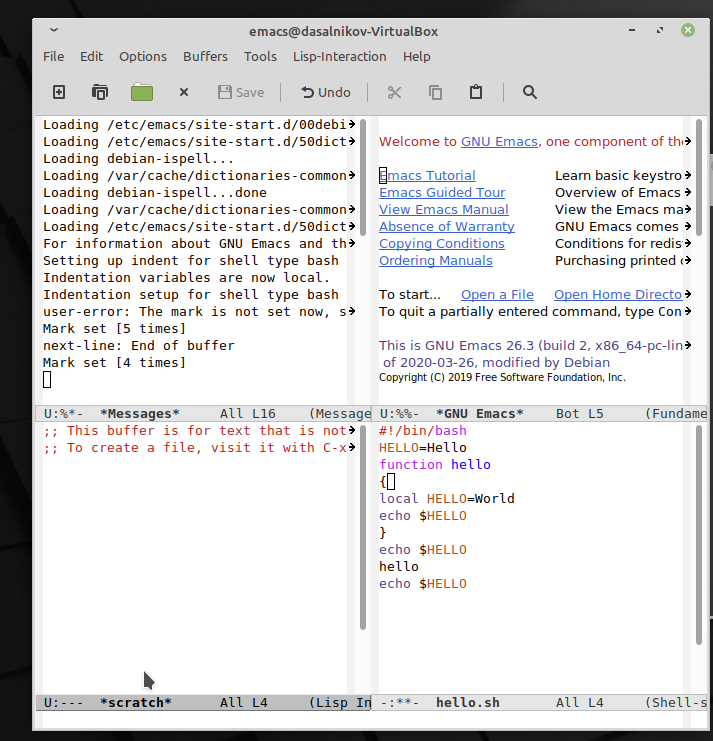 emacs@dasalnikov-VirtualBox
File Edit Options Buffers Tools Lisp-Interaction Help
Save Undo
Loading /etc/emacs/site-start.d/00debi
Loading /etc/emacs/site-start.d/50dict
Loading debian-ispell...
Loading /var/cache/dictionaries-common
Loading debian-ispell...done
Loading /var/cache/dictionaries-common
Loading /etc/emacs/site-start.d/50dict
For information about GNU Emacs and th
Setting up indent for shell type bash
Indentation variables are now local.
Indentation setup for shell type bash
user-error: The mark is not set now, s
Mark set [5 times]
next-line: End of buffer
Mark set [4 times]
U:%*- *Messages* All L16 (Message
Welcome to GNU Emacs, one component of the
Emacs Tutorial Learn basic keystro
Emacs Guided Tour Overview of Emacs
View Emacs Manual View the Emacs ma
Absence of Warranty GNU Emacs comes
Copying Conditions Conditions for redis
Ordering Manuals Purchasing printed c
To start... Open a File Open Home Directo
To quit a partially entered command, type Con
This is GNU Emacs 26.3 (build 2, x86_64-pc-lin
of 2020-03-26, modified by Debian
Copyright (C) 2019 Free Software Foundation, Inc.
U:%%- *GNU Emacs* Bot L5 (Fundame
;; This buffer is for text that is not
;; To create a file, visit it with C-x
U:--- *scratch* All L4 (Lisp In
#!/bin/bash
HELLO=Hello
function hello
{
local HELLO=World
echo $HELLO
}
echo $HELLO
hello
echo $HELLO
-:**- hello.sh All L4 (Shell-s